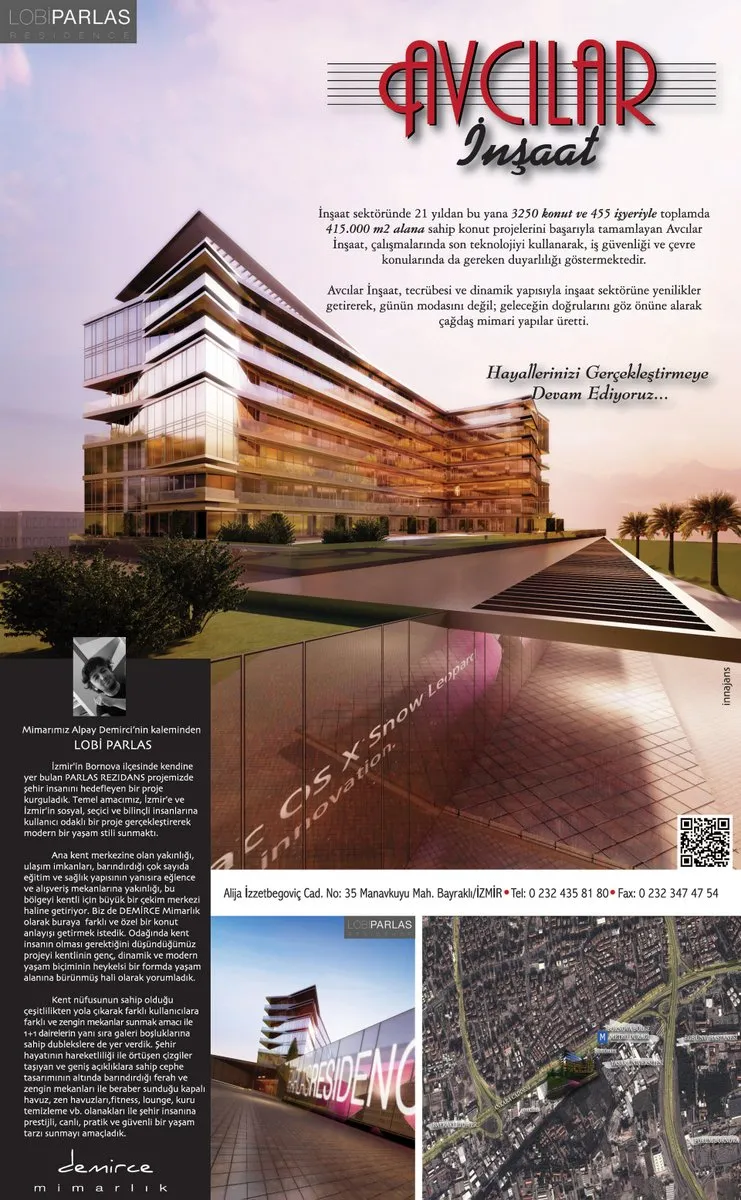 LOBİPARLAS
RESIDENCE
AVCILAR
İnşaat
İnşaat sektöründe 21 yıldan bu yana 3250 konut ve 455 işyeriyle toplamda
415.000 m2 alana sahip konut projelerini başarıyla tamamlayan Avcılar
İnşaat, çalışmalarında son teknolojiyi kullanarak, iş güvenliği ve çevre
konularında da gereken duyarlılığı göstermektedir.
Avcılar İnşaat, tecrübesi ve dinamik yapısıyla inşaat sektörüne yenilikler
getirerek, günün modasını değil; geleceğin doğrularını göz önüne alarak
çağdaş mimari yapılar üretti.
Hayallerinizi Gerçekleştirmeye
Devam Ediyoruz...
ac OS X Snow Leopard
innovation.
innajans
Mimarımız Alpay Demirci'nin kaleminden
LOBİ PARLAS
İzmir'in Bornova ilçesinde kendine
yer bulan PARLAS REZIDANS projemizde
şehir insanını hedefleyen bir proje
kurguladık. Temel amacımız, İzmir'e ve
İzmir'in sosyal, seçici ve bilinçli insanlarına
kullanıcı odaklı bir proje gerçekleştirerek
modern bir yaşam stili sunmaktı.
Ana kent merkezine olan yakınlığı,
ulaşım imkanları, barındırdığı çok sayıda
eğitim ve sağlık yapısının yanısıra eğlence
ve alışveriş mekanlarına yakınlığı, bu
bölgeyi kentli için büyük bir çekim merkezi
haline getiriyor. Biz de DEMİRCE Mimarlık
olarak buraya farklı ve özel bir konut
anlayışı getirmek istedik. Odağında kent
insanın olması gerektiğini düşündüğümüz
projeyi kentlinin genç, dinamik ve modern
yaşam biçiminin heykelsi bir formda yaşam
alanına bürünmüş hali olarak yorumladık.
Kent nüfusunun sahip olduğu
çeşitlilikten yola çıkarak farklı kullanıcılara
farklı ve zengin mekanlar sunmak amacı ile
1+1 dairelerin yanı sıra galeri boşluklarına
sahip dublekslere de yer verdik. Şehir
hayatının hareketliliği ile örtüşen çizgiler
taşıyan ve geniş açıklıklara sahip cephe
tasarımının altında barındırdığı ferah ve
zengin mekanları ile beraber sunduğu kapalı
havuz, zen havuzları,fitness, lounge, kuru
temizleme vb. olanakları ile şehir insanına
prestijli, canlı, pratik ve güvenli bir yaşam
tarzı sunmayı amaçladık.
demirce
mimarlık
Alija İzzetbegoviç Cad. No: 35 Manavkuyu Mah. Bayraklı/İZMİR • Tel: 0 232 435 81 80 • Fax: 0 232 347 47 54
LOBİPARLAS
RESIDENCE
RLASRESIDENC
M